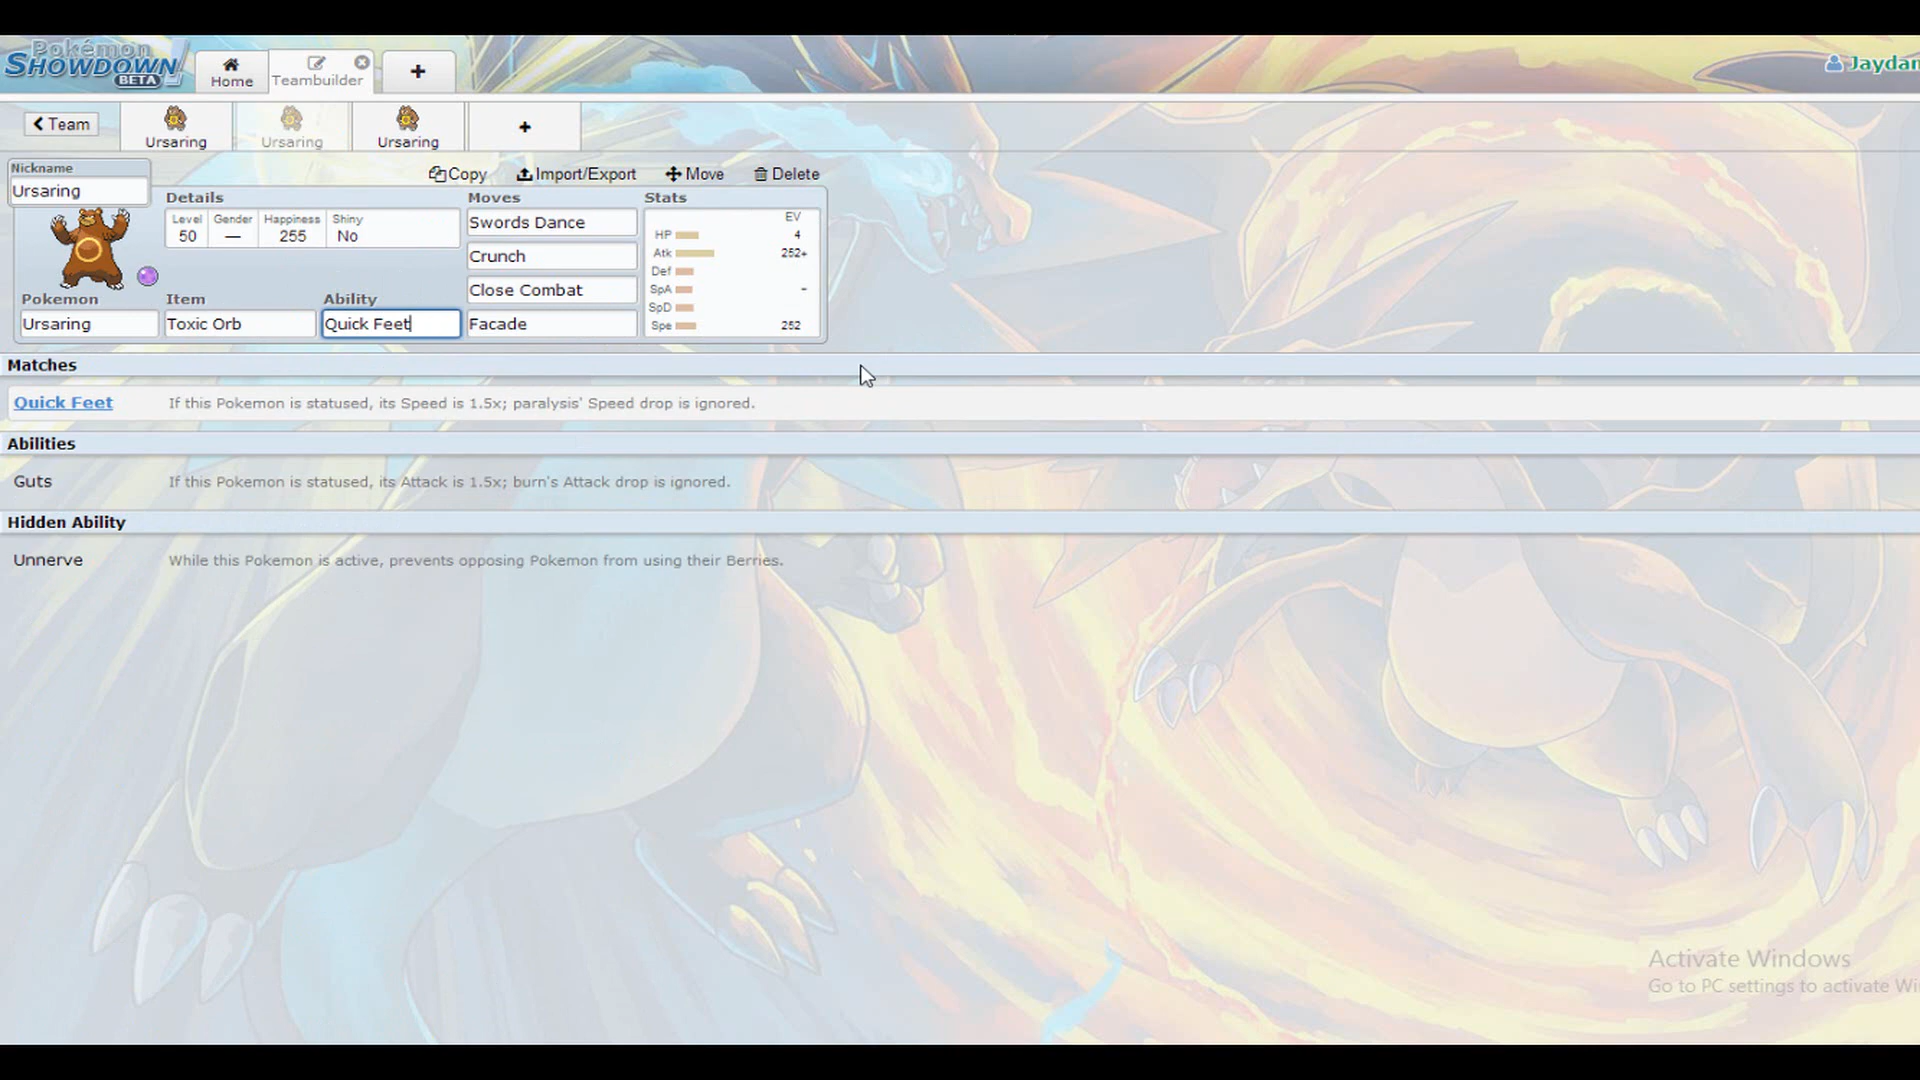 Pokémon
SHOWDOWN!
BETA
Home
Teambuilder
+
Jaydan
Team
Ursaring
Ursaring
Ursaring
+
Nickname
Ursaring
Copy
Import/Export
Move
Delete
Details
Moves
Stats
Level
Gender
Happiness
Shiny
50
—
255
No
Swords Dance
Crunch
Close Combat
Facade
EV
HP 4
Atk 252+
Def
SpA -
SpD
Spe 252
Pokemon
Item
Ability
Ursaring
Toxic Orb
Quick Feet
Matches
Quick Feet If this Pokemon is statused, its Speed is 1.5x; paralysis' Speed drop is ignored.
Abilities
Guts If this Pokemon is statused, its Attack is 1.5x; burn's Attack drop is ignored.
Hidden Ability
Unnerve While this Pokemon is active, prevents opposing Pokemon from using their Berries.
Activate Windows
Go to PC settings to activate Wi